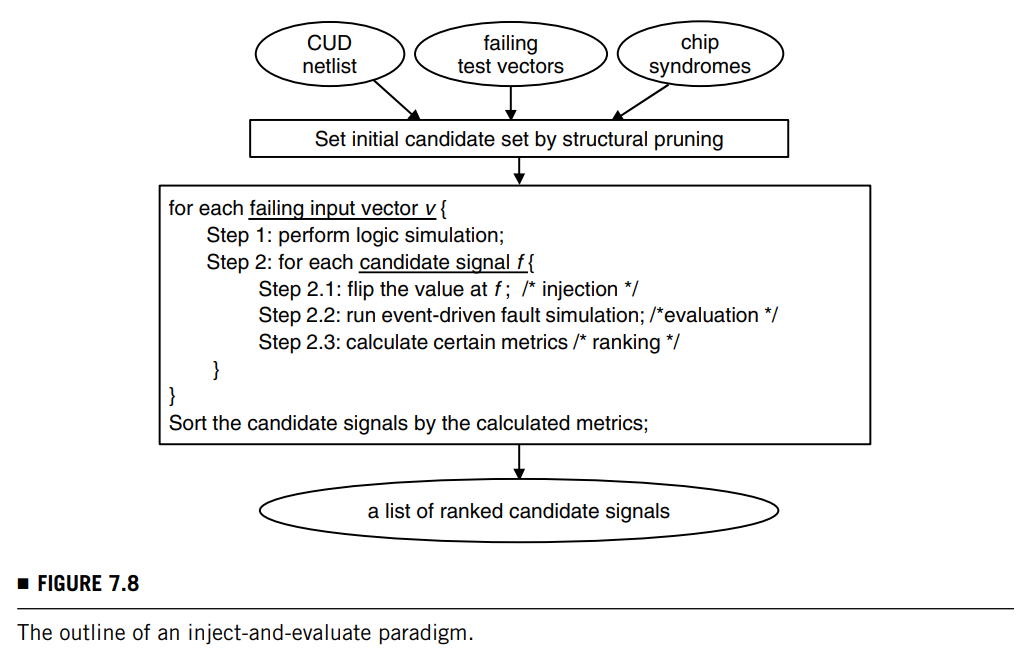 CUD
netlist
failing
test vectors
chip
syndromes
Set initial candidate set by structural pruning
for each failing input vector v {
Step 1: perform logic simulation;
Step 2: for each candidate signal f {
Step 2.1: flip the value at f ; /* injection */
Step 2.2: run event-driven fault simulation; /*evaluation */
Step 2.3: calculate certain metrics /* ranking */
}
}
Sort the candidate signals by the calculated metrics;
a list of ranked candidate signals
■ FIGURE 7.8
The outline of an inject-and-evaluate paradigm.